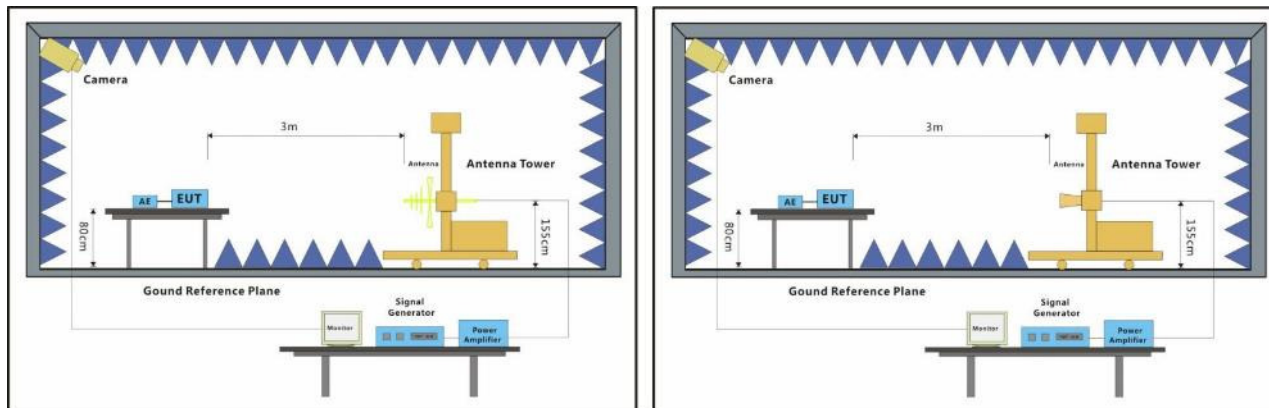 Camera
3m
Antenna
Antenna Tower
AE
EUT
80cm
155cm
Gound Reference Plane
Signal
Generator
Monitor
Power
Amplifier
Camera
3m
Antenna
Antenna Tower
AE
EUT
80cm
155cm
Gound Reference Plane
Signal
Generator
Monitor
Power
Amplifier